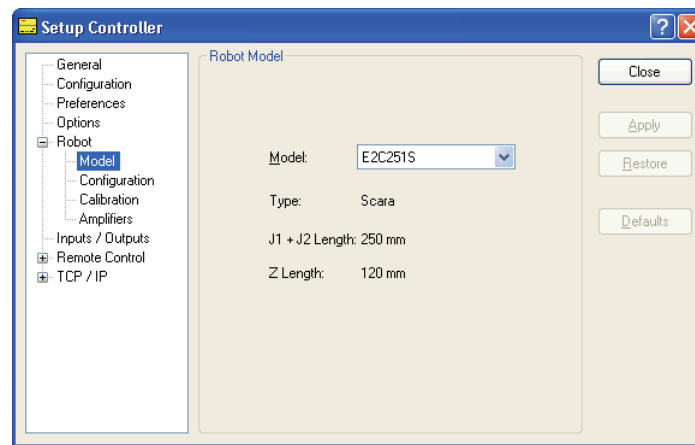 Setup Controller
General
Configuration
Preferences
Options
Robot
Model
Configuration
Calibration
Amplifiers
Inputs / Outputs
Remote Control
TCP / IP
Robot Model
Model: E2C251S
Type: Scara
J1 + J2 Length: 250 mm
Z Length: 120 mm
Close
Apply
Restore
Defaults